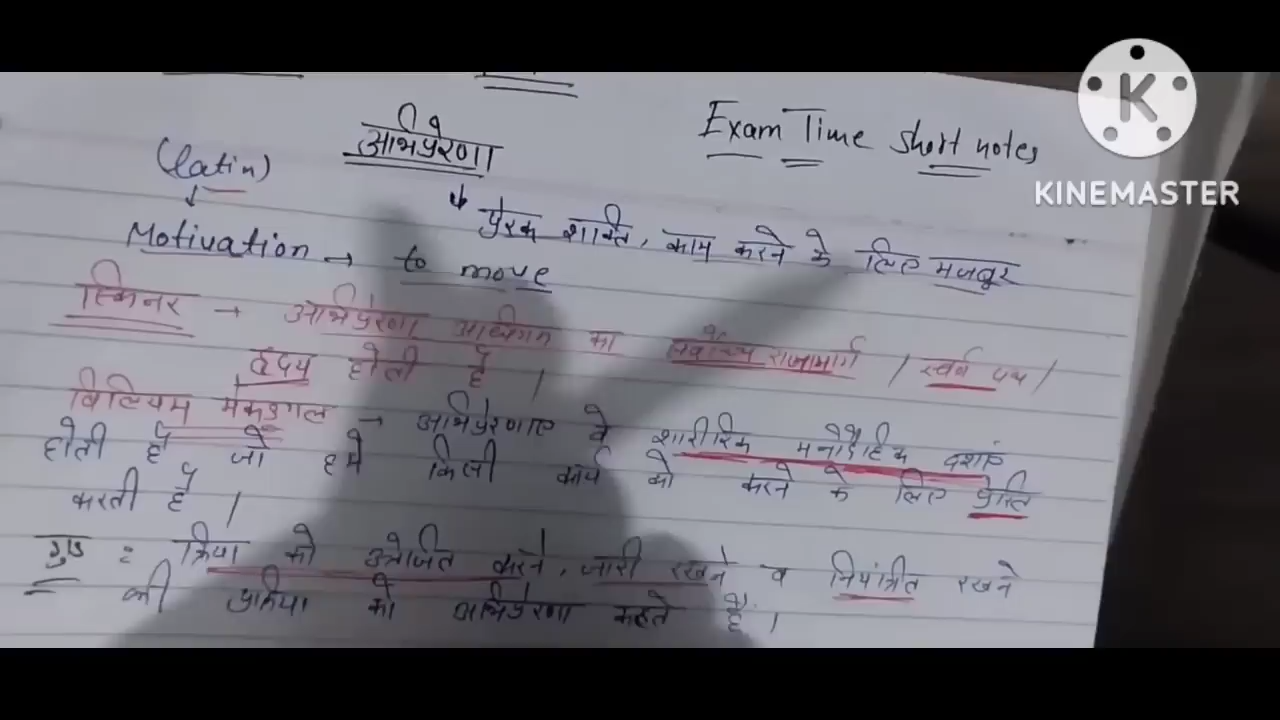 Exam Time Short notes
अभिप्रेरणा
(Latin)
KINEMASTER
प्रेरक शक्ति, काम करने के लिए मजबूर
Motivation → to move
स्किनर → अभिप्रेरणा अधिगम का सर्वोच्च राजमार्ग / स्वर्ण पथ /
हृदय होती है ।
विलियम मैकडूगल → अभिप्रेरणाएं वे शारीरिक मनोदैहिक दशाएं
होती है जो हमे किसी कार्य को करने के लिए प्रेरित
करती है ।
गुड = क्रिया को उत्तेजित करने, जारी रखने व नियंत्रित रखने
की प्रक्रिया को अभिप्रेरणा कहते है ।